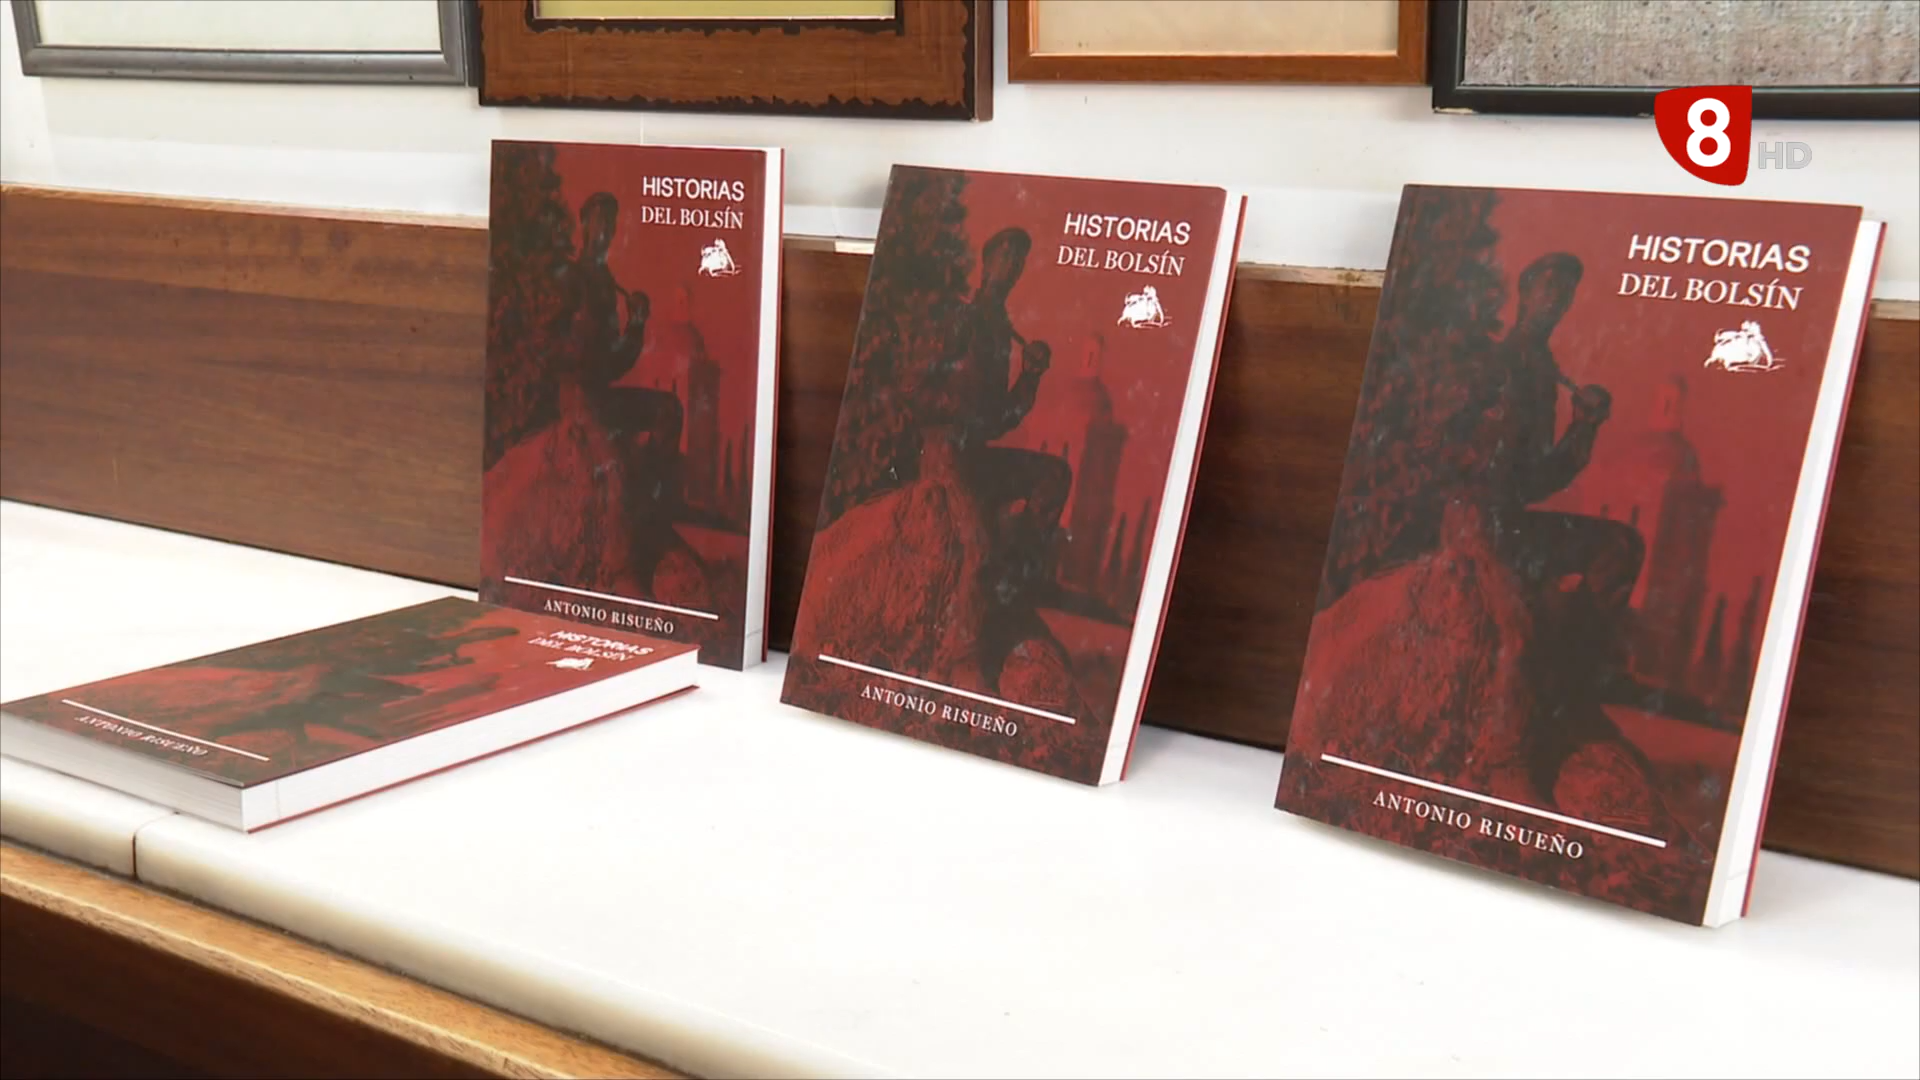 8 HD
HISTORIAS
DEL BOLSÍN
ANTONIO RISUEÑO
HISTORIAS
DEL BOLSÍN
ANTONIO RISUEÑO
HISTORIAS
DEL BOLSÍN
ANTONIO RISUEÑO
HISTORIAS
DEL BOLSÍN
ANTONIO RISUEÑO